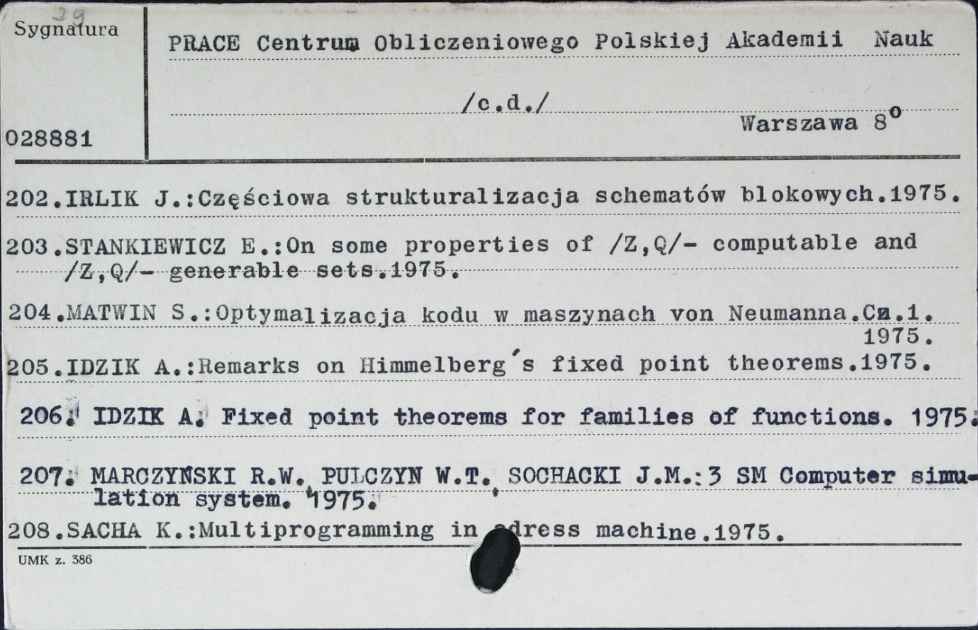 39
Sygnatura
PRACE Centrum Obliczeniowego Polskiej Akademii Nauk
/c.d./
Warszawa 8°
028881
202.IRLIK J.:Częściowa strukturalizacja schematów blokowych.1975.
203.STANKIEWICZ E.:On some properties of /Z,Q/- computable and
/Z,Q/- generable sets.1975.
204.MATWIN S.:Optymalizacja kodu w maszynach von Neumanna.Cz.1.
1975.
205.IDZIK A.:Remarks on Himmelberg´s fixed point theorems.1975.
206. IDZIK A. Fixed point theorems for families of functions. 1975.
207. MARCZYŃSKI R.W., PULCZYN W.T., SOCHACKI J.M.:3 SM Computer simu-
lation system. 1975.
208.SACHA K.:Multiprogramming in adress machine.1975.
UMK z. 386